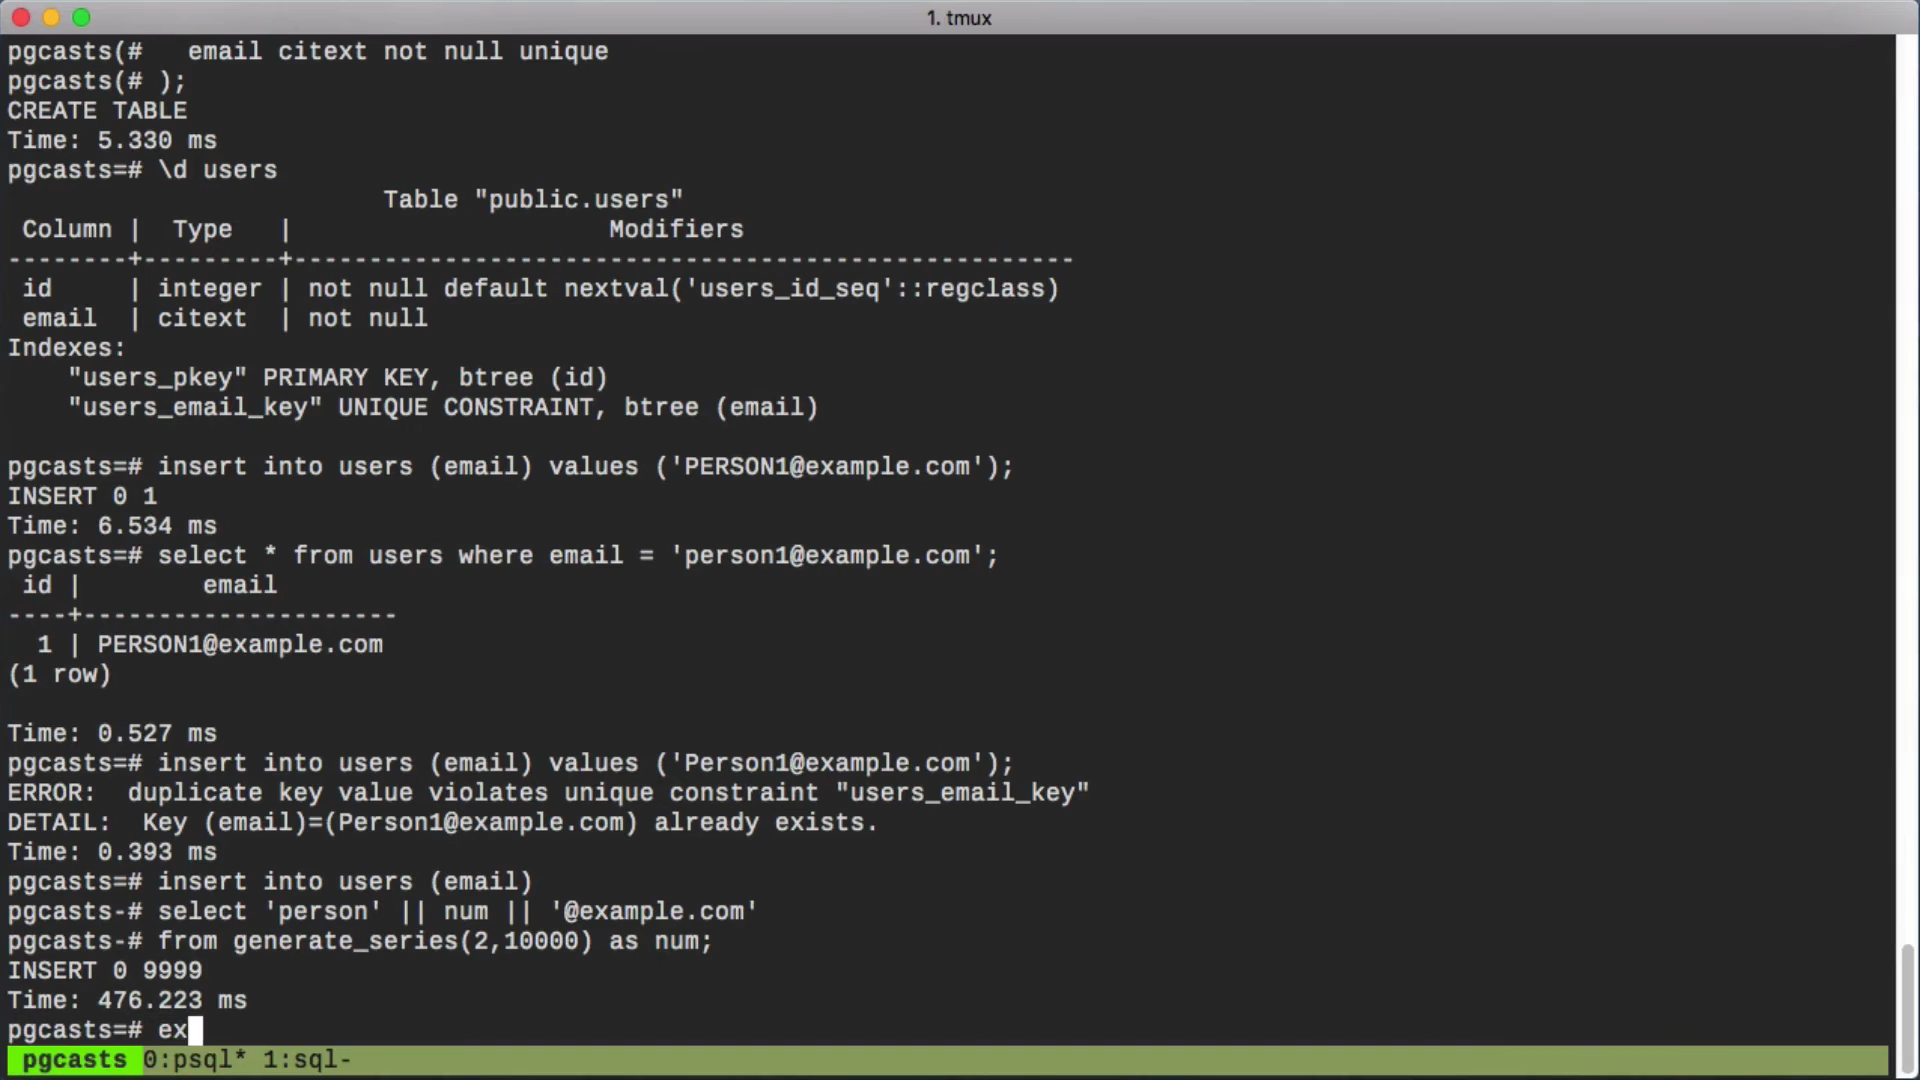 1. tmux
pgcasts(#   email citext not null unique
pgcasts(# );
CREATE TABLE
Time: 5.330 ms
pgcasts=# \d users
                         Table "public.users"
 Column |  Type   |                     Modifiers
--------+---------+----------------------------------------------------
 id     | integer | not null default nextval('users_id_seq'::regclass)
 email  | citext  | not null
Indexes:
    "users_pkey" PRIMARY KEY, btree (id)
    "users_email_key" UNIQUE CONSTRAINT, btree (email)
pgcasts=# insert into users (email) values ('PERSON1@example.com');
INSERT 0 1
Time: 6.534 ms
pgcasts=# select * from users where email = 'person1@example.com';
 id |        email
----+---------------------
  1 | PERSON1@example.com
(1 row)
Time: 0.527 ms
pgcasts=# insert into users (email) values ('Person1@example.com');
ERROR:  duplicate key value violates unique constraint "users_email_key"
DETAIL:  Key (email)=(Person1@example.com) already exists.
Time: 0.393 ms
pgcasts=# insert into users (email)
pgcasts-# select 'person' || num || '@example.com'
pgcasts-# from generate_series(2,10000) as num;
INSERT 0 9999
Time: 476.223 ms
pgcasts=# ex
pgcasts 0:psql* 1:sql-